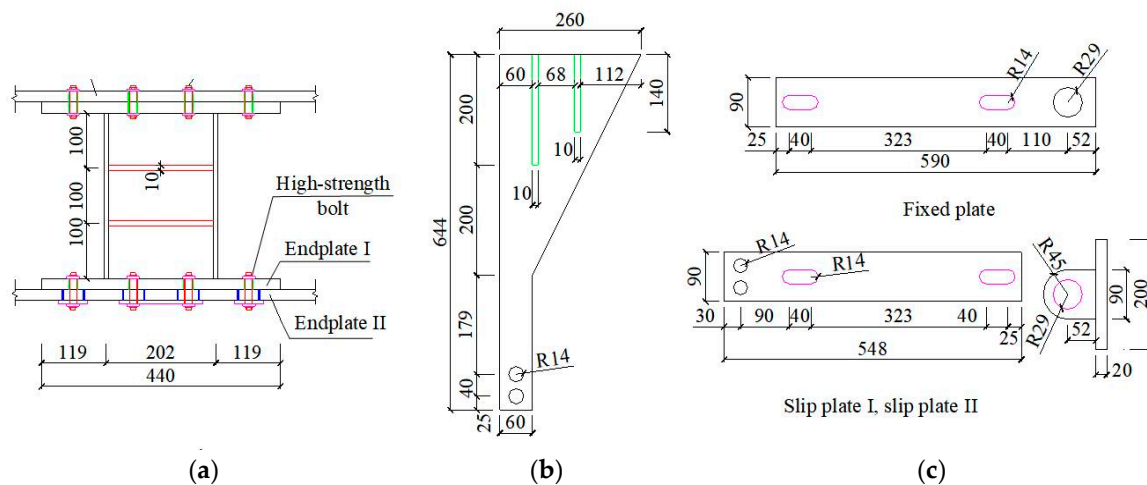 100
100
100
10
High-strength
bolt
Endplate I
Endplate II
119
202
119
440
(a)
260
60
68
112
200
140
10
10
200
644
179
R14
40
25
60
(b)
R14
R29
90
25
40
323
40
110
52
590
Fixed plate
R14
R14
R45
90
90
200
30
90
40
323
40
25
R29
52
548
20
Slip plate I, slip plate II
(c)